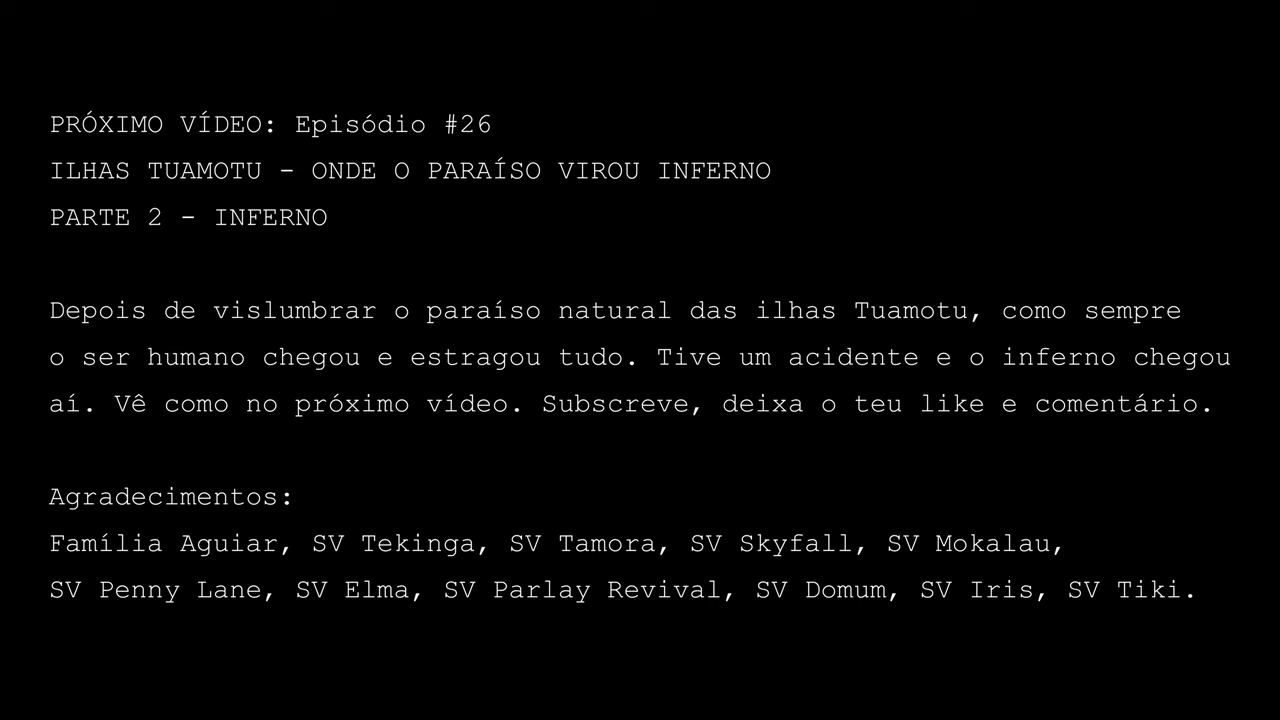 PRÓXIMO VÍDEO: Episódio #26
ILHAS TUAMOTU - ONDE O PARAÍSO VIROU INFERNO
PARTE 2 - INFERNO
Depois de vislumbrar o paraíso natural das ilhas Tuamotu, como sempre
o ser humano chegou e estragou tudo. Tive um acidente e o inferno chegou
aí. Vê como no próximo vídeo. Subscreve, deixa o teu like e comentário.
Agradecimentos:
Família Aguiar, SV Tekinga, SV Tamora, SV Skyfall, SV Mokalau,
SV Penny Lane, SV Elma, SV Parlay Revival, SV Domum, SV Iris, SV Tiki.